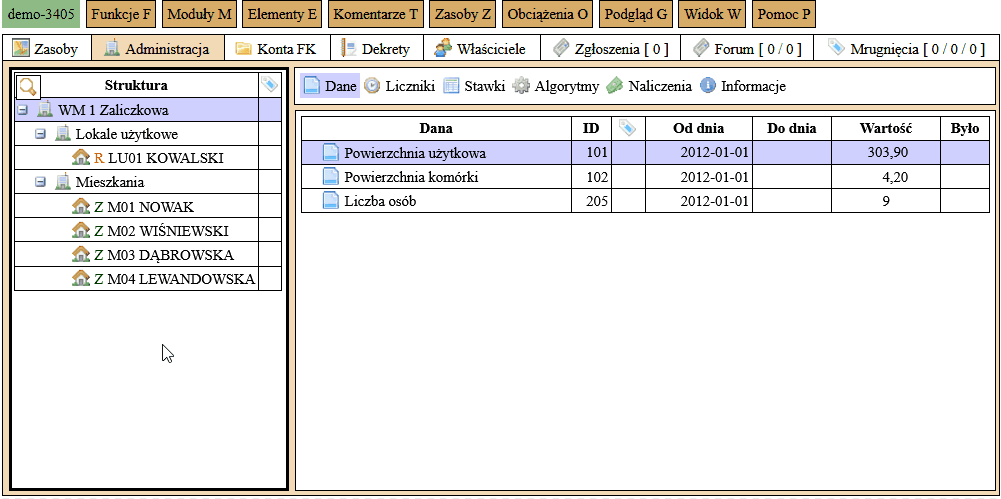 demo-3405 Funkcje F Moduły M Elementy E Komentarze T Zasoby Z Obciążenia O Podgląd G Widok W Pomoc P
Zasoby Administracja Konta FK Dekrety Właściciele Zgłoszenia [ 0 ] Forum [ 0 / 0 ] Mrugnięcia [ 0 / 0 / 0 ]
Struktura
WM 1 Zaliczkowa
Lokale użytkowe
R LU01 KOWALSKI
Mieszkania
Z M01 NOWAK
Z M02 WIŚNIEWSKI
Z M03 DĄBROWSKA
Z M04 LEWANDOWSKA
Dane Liczniki Stawki Algorytmy Naliczenia Informacje
Dana ID Od dnia Do dnia Wartość Było
Powierzchnia użytkowa 101 2012-01-01 303,90
Powierzchnia komórki 102 2012-01-01 4,20
Liczba osób 205 2012-01-01 9